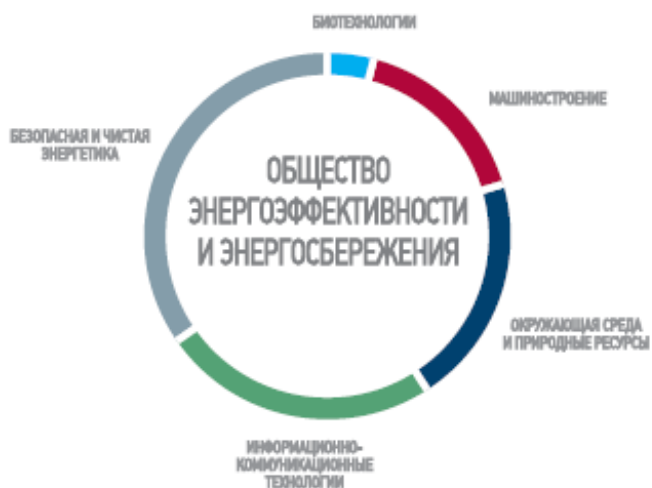 БИОТЕХНОЛОГИИ
МАШИНОСТРОЕНИЕ
БЕЗОПАСНАЯ И ЧИСТАЯ
ЭНЕРГЕТИКА
ОБЩЕСТВО
ЭНЕРГОЭФФЕКТИВНОСТИ
И ЭНЕРГОСБЕРЕЖЕНИЯ
ОКРУЖАЮЩАЯ СРЕДА
И ПРИРОДНЫЕ РЕСУРСЫ
ИНФОРМАЦИОННО-
КОММУНИКАЦИОННЫЕ
ТЕХНОЛОГИИ